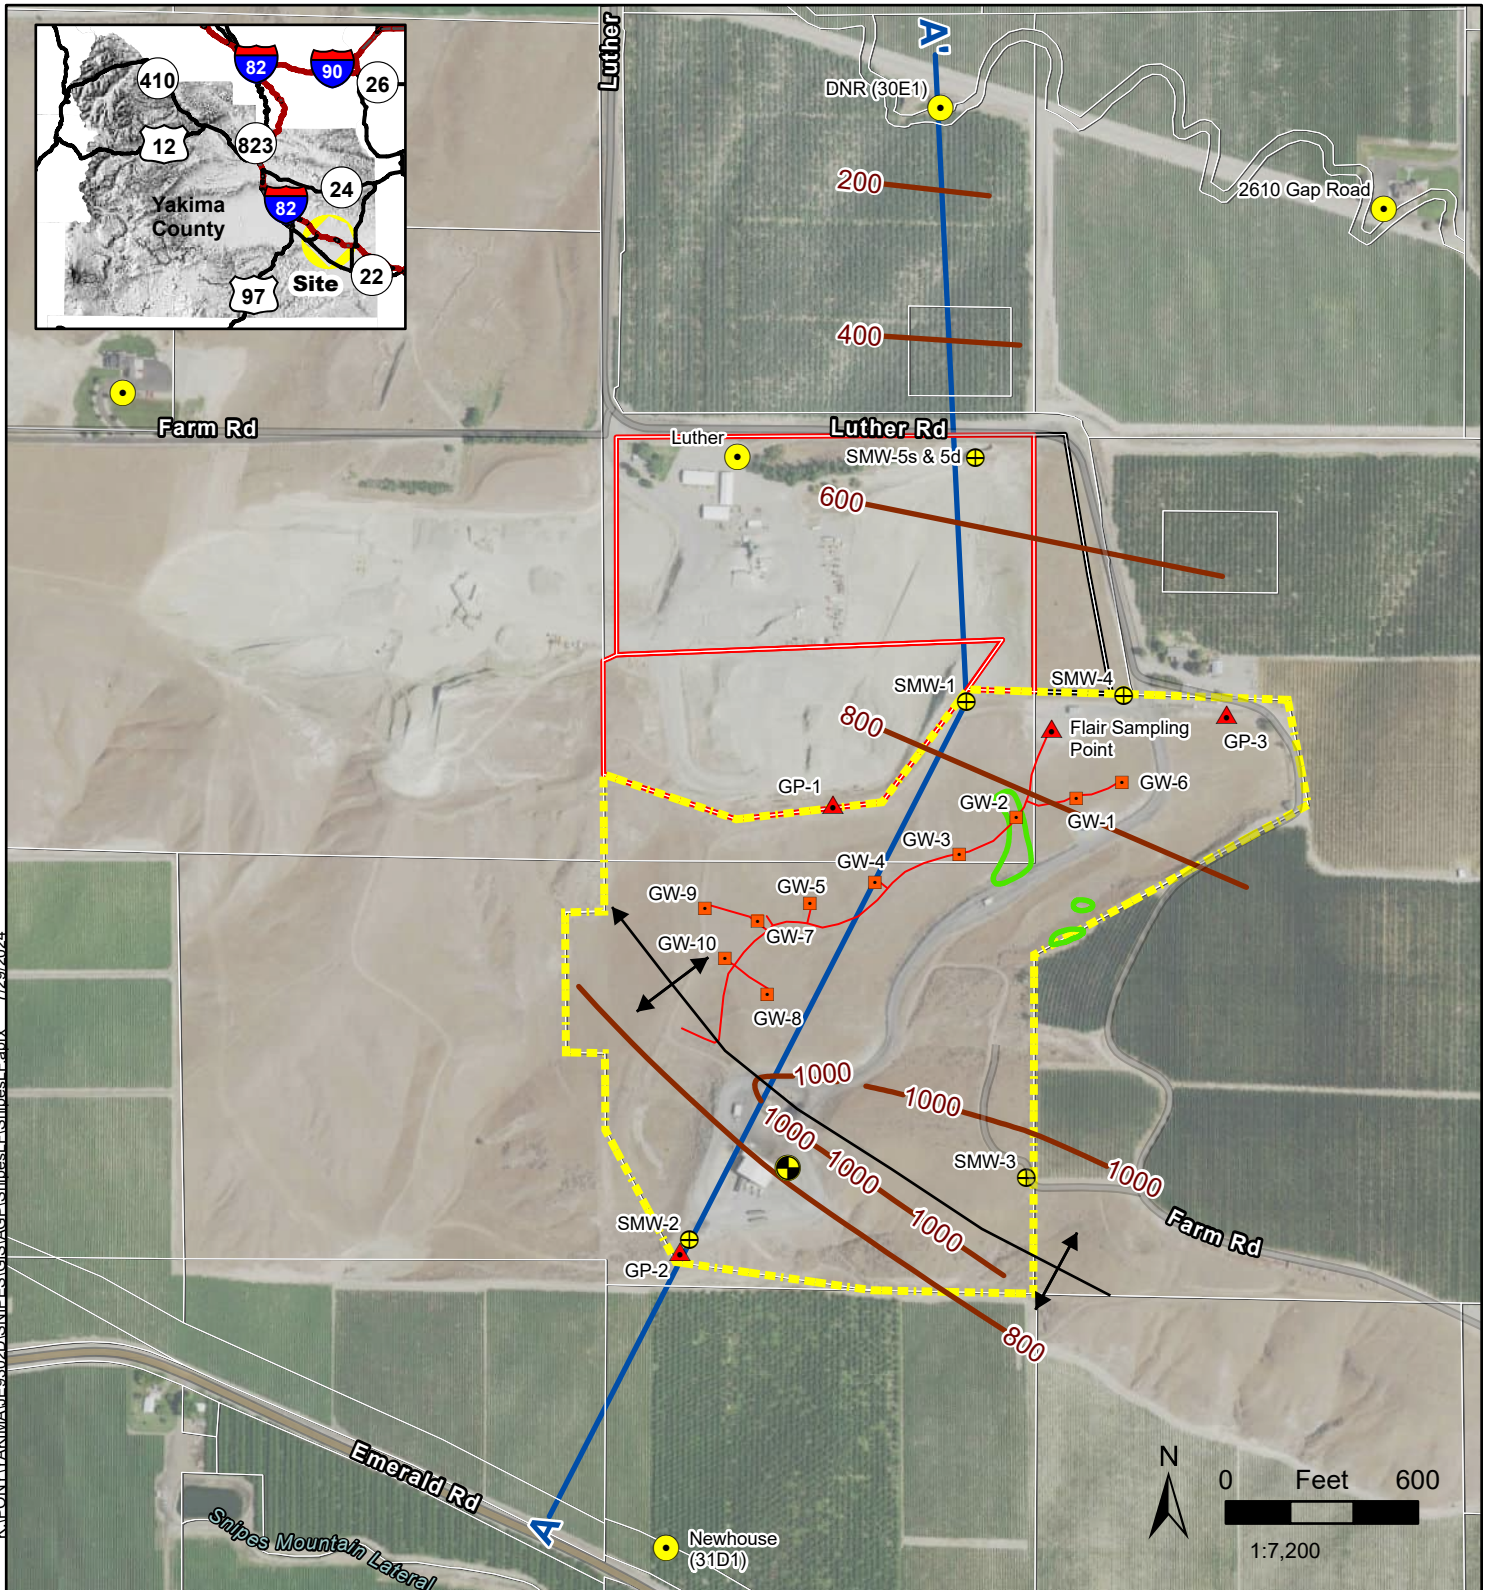 Luther
A'
82
90
26
410
12
823
24
82
Yakima
County
Site
22
97
DNR (30E1)
200
2610 Gap Road
400
Farm Rd
Luther Rd
Luther
SMW-5s & 5d
600
SMW-1
SMW-4
800
Flair Sampling
Point
GP-3
GP-1
GW-6
GW-2
GW-1
GW-3
GW-4
GW-5
GW-9
GW-7
GW-10
GW-8
1000
1000
1000
1000
1000
1000
SMW-3
SMW-2
GP-2
Farm Rd
800
Emerald Rd
Snipes Mountain Lateral
A
Newhouse
(31D1)
N
0 Feet 600
1:7,200